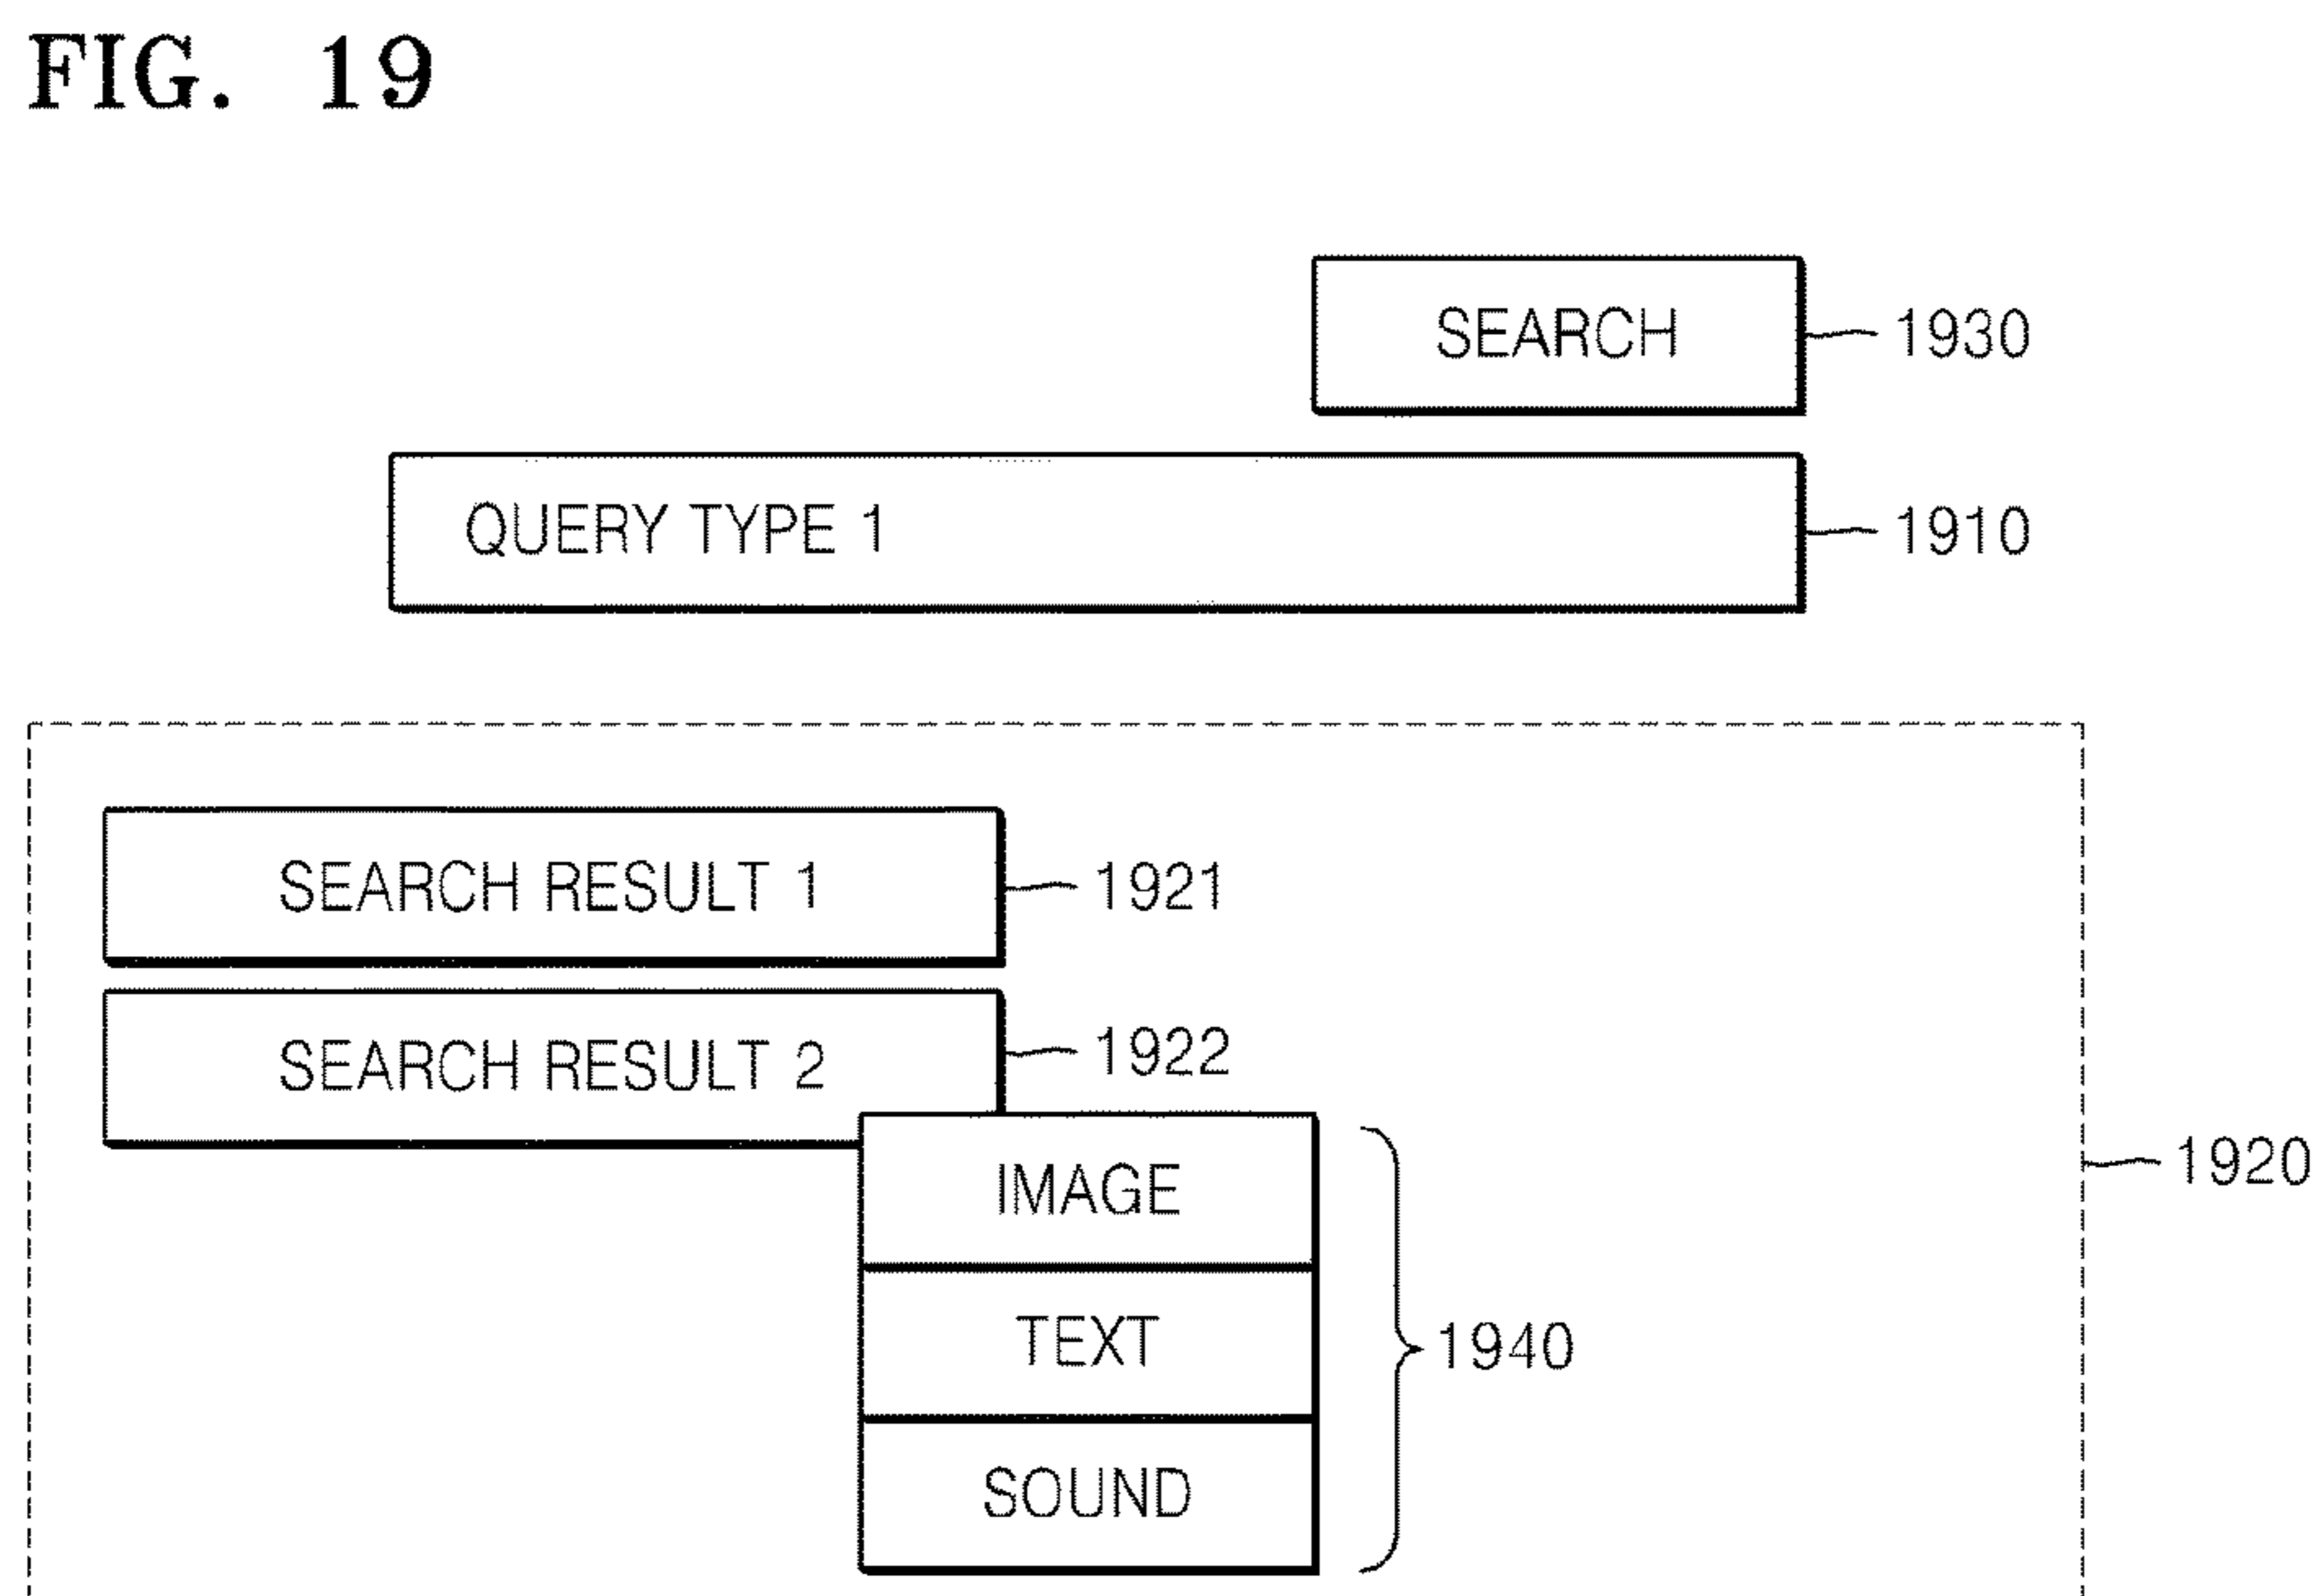 FIG. 19
SEARCH 1930
QUERY TYPE 1 1910
SEARCH RESULT 1 1921
SEARCH RESULT 2 1922
IMAGE
1920
TEXT
1940
SOUND